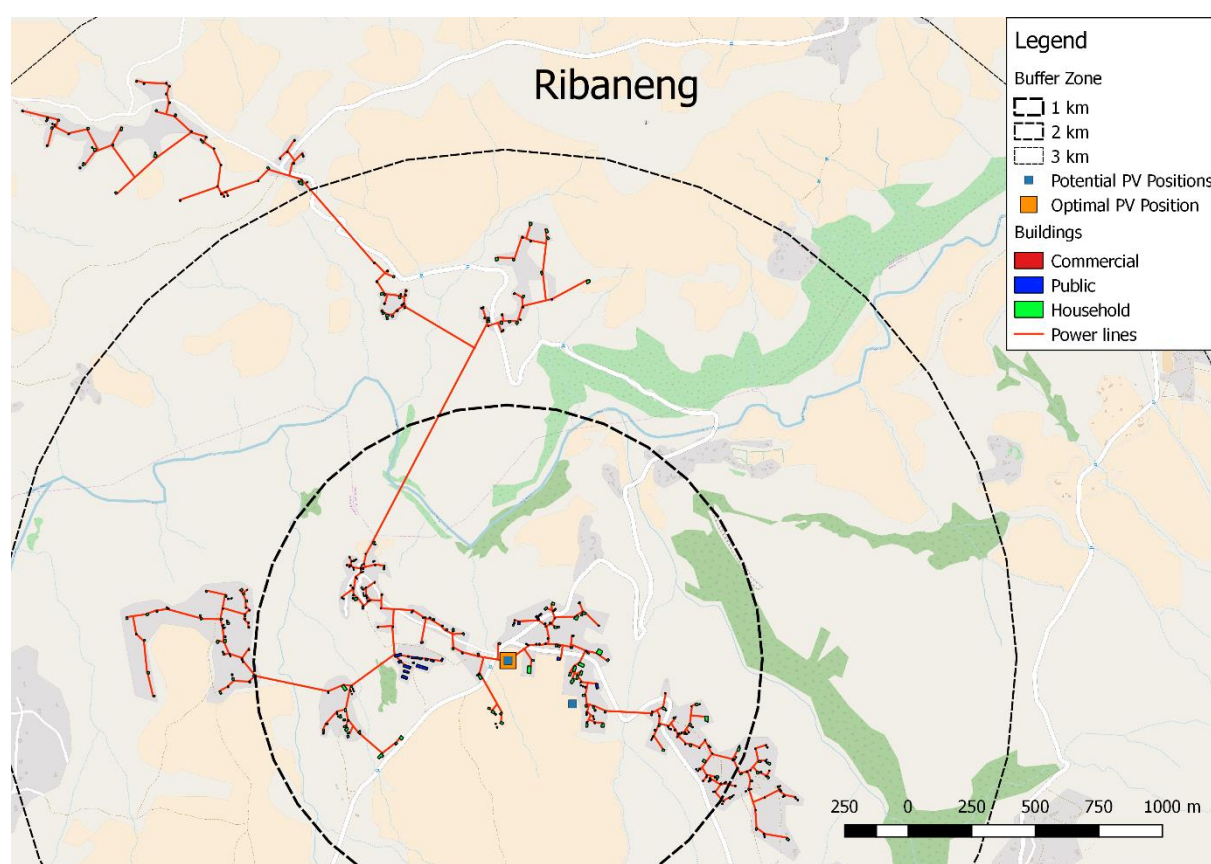 Ribaneng
Legend
Buffer Zone
1 km
2 km
3 km
Potential PV Positions
Optimal PV Position
Buildings
Commercial
Public
Household
Power lines
250 0 250 500 750 1000 m